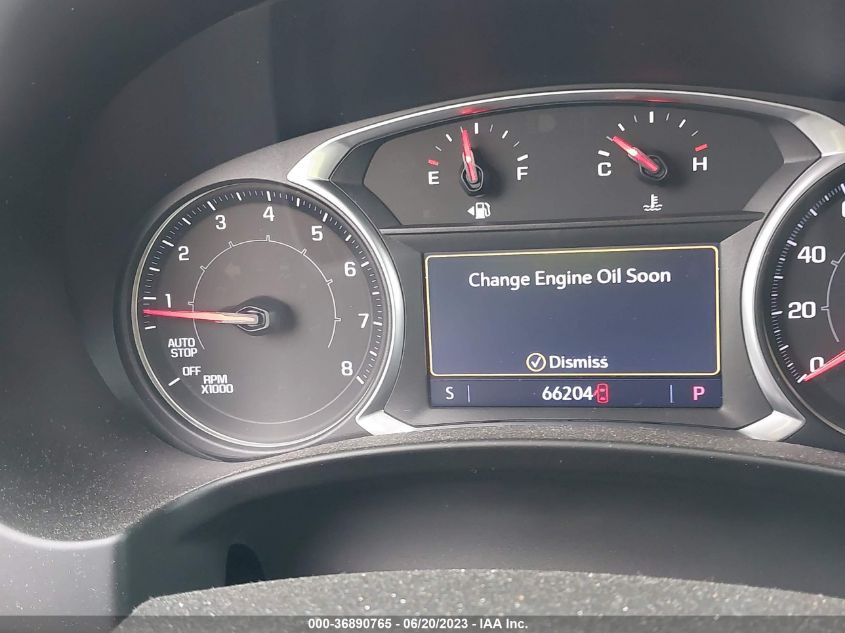 E F
C H
1 2 3 4 5 6 7 8
AUTO
STOP
OFF
RPM
X1000
Change Engine Oil Soon
Dismiss
S 66204 P
40
20
0
000-36890765 - 06/20/2023 - IAA, Inc.